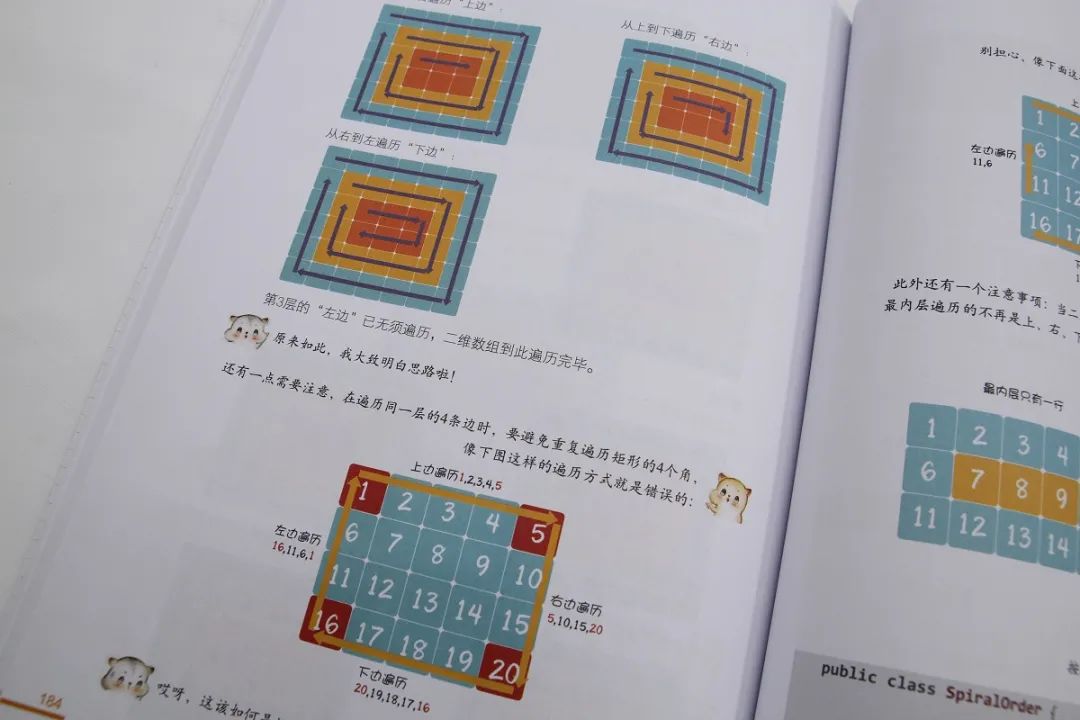 遍历“上边”：
从上到下遍历“右边”：
从右到左遍历“下边”：
第3层的“左边”已无须遍历，二维数组到此遍历完毕。
原来如此，我大致明白思路啦！
还有一点需要注意，在遍历同一层的4条边时，要避免重复遍历矩形的4个角，
像下图这样的遍历方式就是错误的：
上边遍历1,2,3,4,5
左边遍历
16,11,6,1
1 2 3 4 5
6 7 8 9 10
11 12 13 14 15
16 17 18 19 20
右边遍历
5,10,15,20
下边遍历
20,19,18,17,16
哎呀，这该如何是
184
别担心、像下面这
上
左边遍历
11,6
1 2
6 7
11 12
16 17
此外还有一个注意事项：当二
最内层遍历的不再是上、右、下
最内层只有一行
1 2 3 4
6 7 8 9
11 12 13 14
public class SpiralOrder {